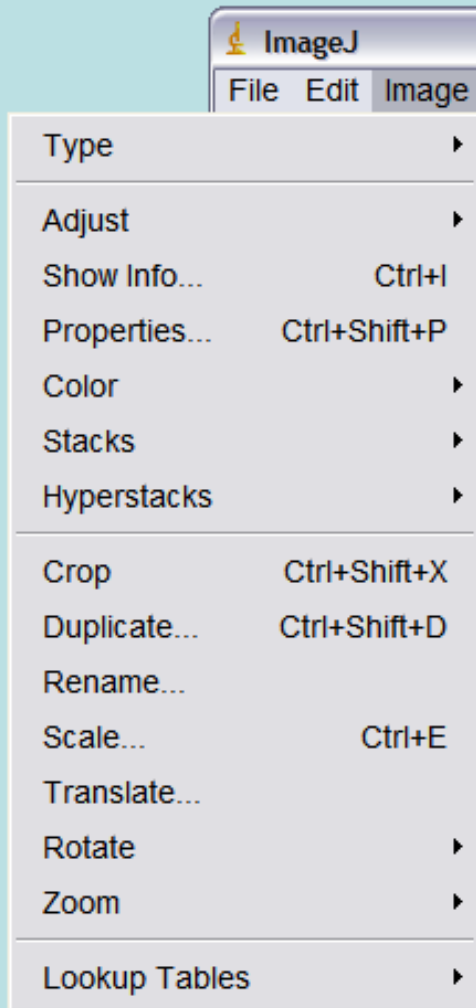 ImageJ
File Edit Image
Type
Adjust
Show Info... Ctrl+I
Properties... Ctrl+Shift+P
Color
Stacks
Hyperstacks
Crop Ctrl+Shift+X
Duplicate... Ctrl+Shift+D
Rename...
Scale... Ctrl+E
Translate...
Rotate
Zoom
Lookup Tables